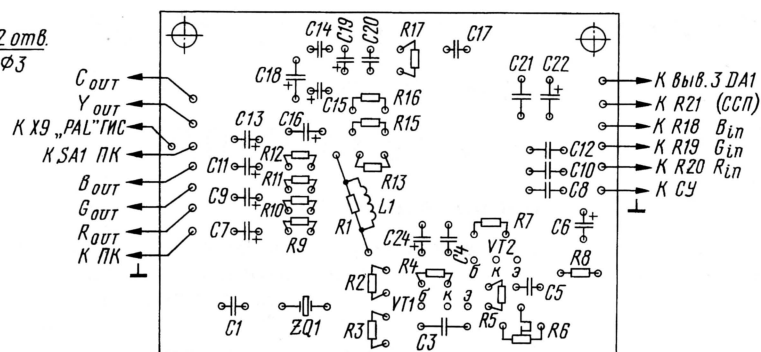 2 отв.
Ф3
C out
Y out
К X9 „PAL" ГИС
К SA1 ПК
B out
G out
R out
К ПК
C14
C19
C20
R17
C17
C18
C15
R16
C21
C22
C13
C16
R15
R12
C11
R11
R13
C9
R10
C7
R9
R1
L1
C12
C10
C8
C24
C4
R7
VT2
C6
б к э
R2
R4
R8
VT1
б к э
C5
R5
C1
ZQ1
R3
C3
R6
К выв. 3 DA1
К R21 (ССП)
К R18 B in
К R19 G in
К R20 R in
К СУ